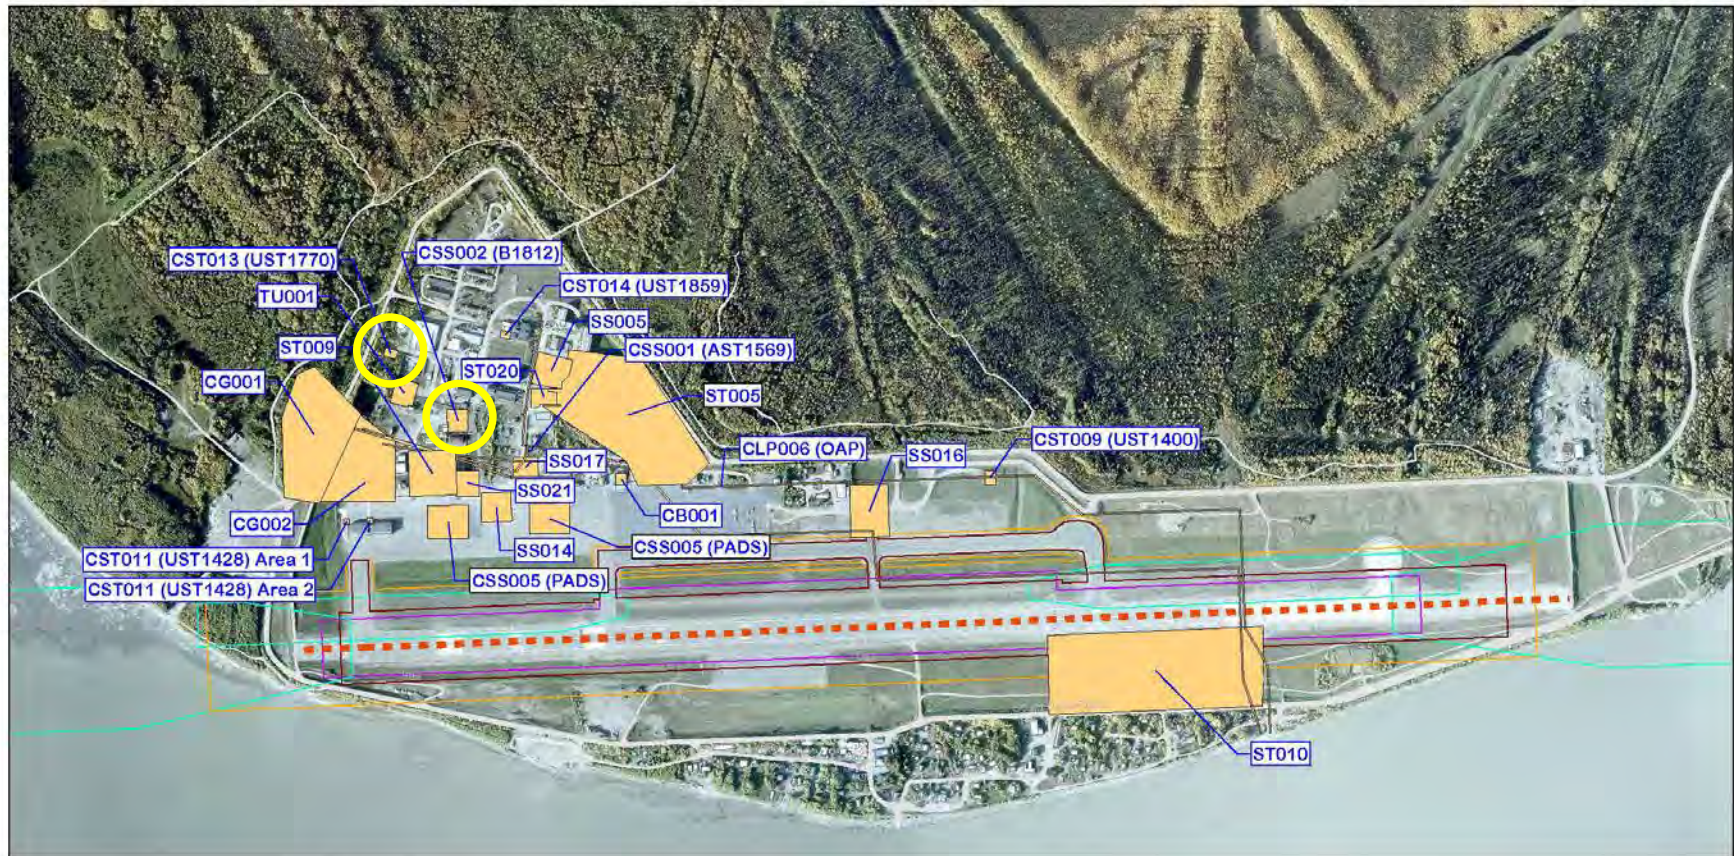 CST013 (UST1770)
CSS002 (B1812)
CST014 (UST1859)
TU001
SS005
ST009
CSS001 (AST1569)
ST020
CG001
ST005
CST009 (UST1400)
CLP006 (OAP)
SS017
SS016
SS021
CB001
CG002
SS014
CSS005 (PADS)
CST011 (UST1428) Area 1
CSS005 (PADS)
CST011 (UST1428) Area 2
ST010